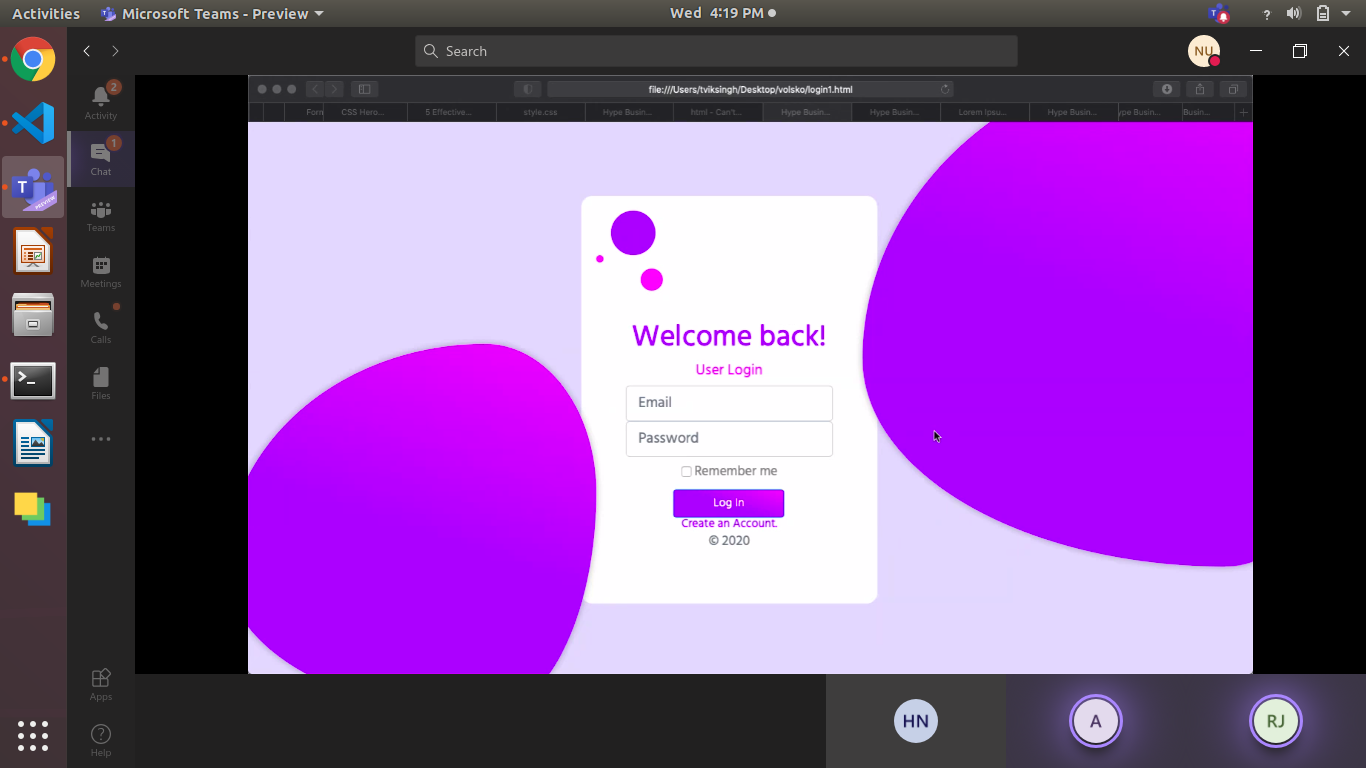 Activities Microsoft Teams - Preview Wed 4:19 PM
Search
NU
2
Activity
1
Chat
Teams
Meetings
Calls
Files
Apps
Help
T
PREVIEW
file:///Users/tviksingh/Desktop/volsko/login1.html
Forn CSS Hero... 5 Effective... style.css Hype Busin... html - Can't... Hype Busin... Hype Busin... Lorem Ipsu... Hype Busin... ype Busin... Busin...
Welcome back!
User Login
Email
Password
Remember me
Log In
Create an Account.
© 2020
HN A RJ